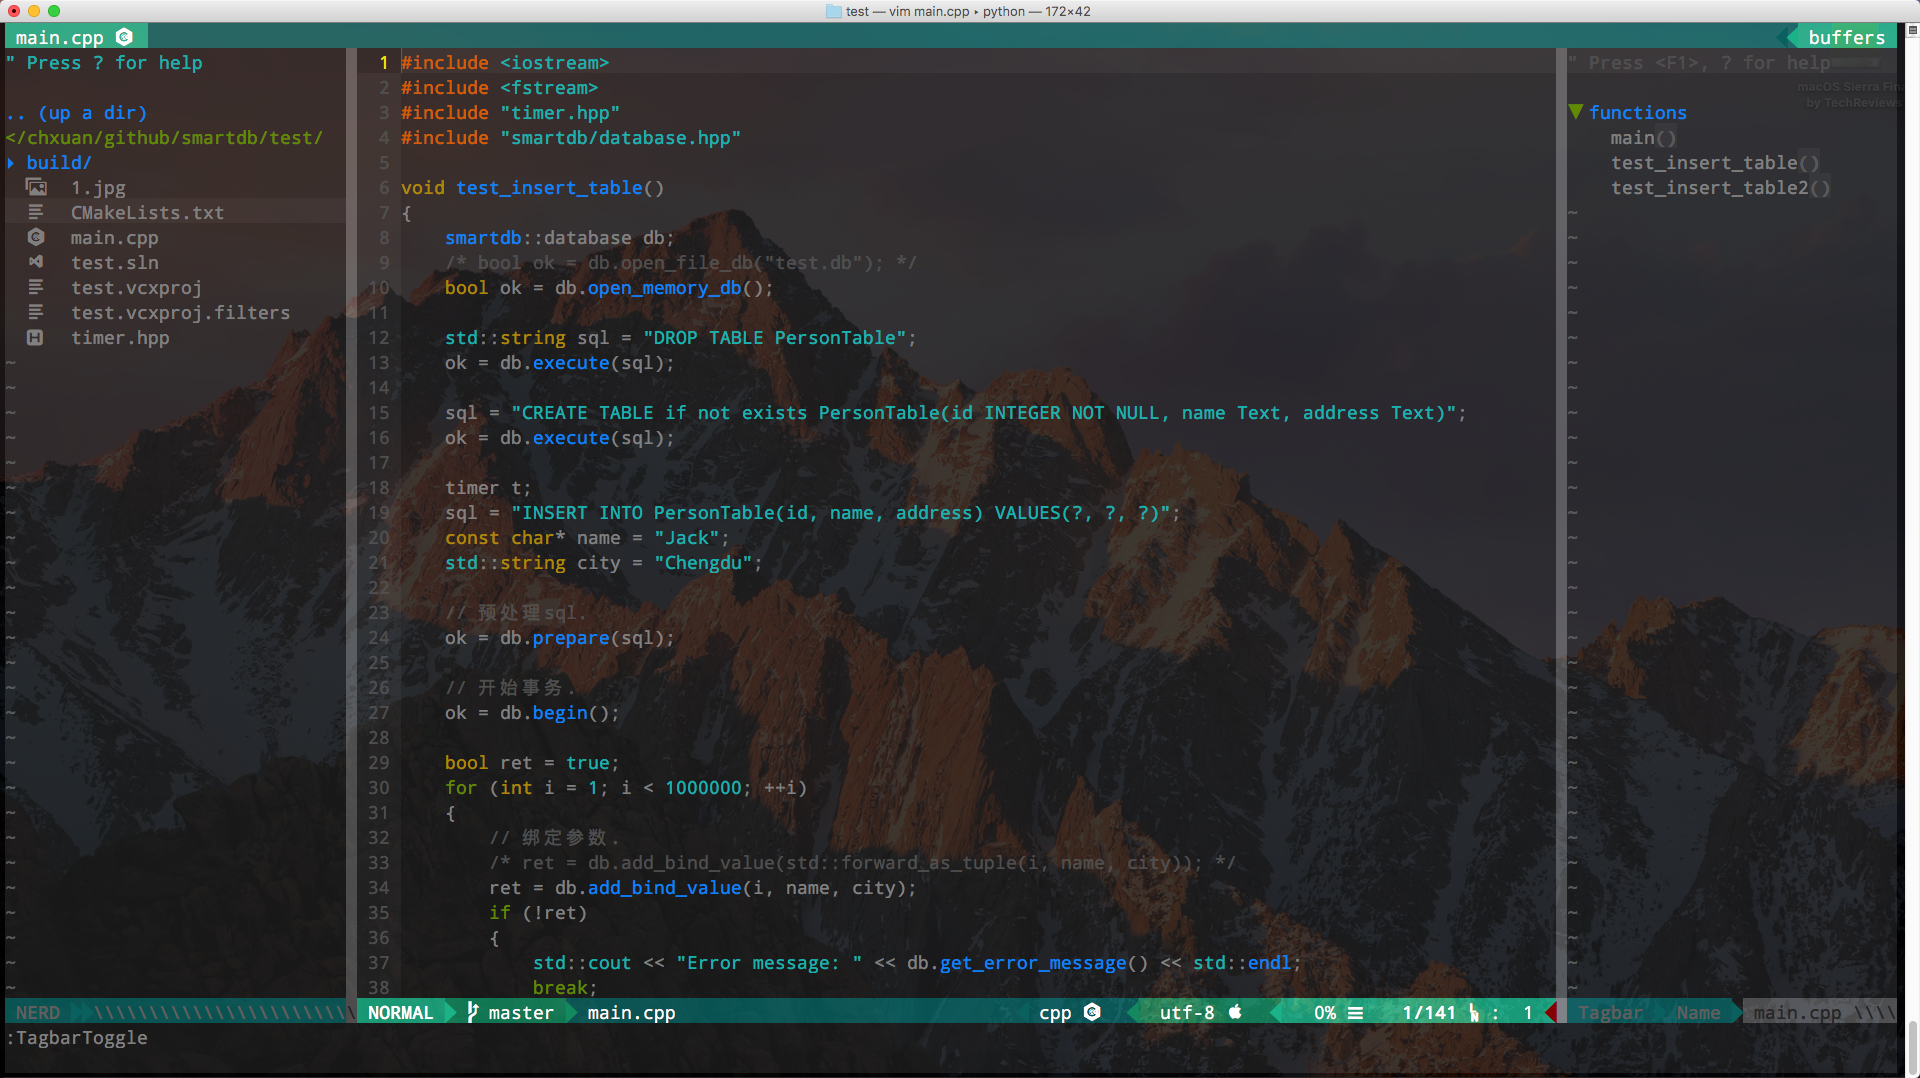 test — vim main.cpp ▸ python — 172×42
main.cpp
buffers
" Press ? for help
.. (up a dir)
</chxuan/github/smartdb/test/
▸ build/
1.jpg
CMakeLists.txt
main.cpp
test.sln
test.vcxproj
test.vcxproj.filters
timer.hpp
1 #include <iostream>
2 #include <fstream>
3 #include "timer.hpp"
4 #include "smartdb/database.hpp"
5
6 void test_insert_table()
7 {
8     smartdb::database db;
9     /* bool ok = db.open_file_db("test.db"); */
10     bool ok = db.open_memory_db();
11
12     std::string sql = "DROP TABLE PersonTable";
13     ok = db.execute(sql);
14
15     sql = "CREATE TABLE if not exists PersonTable(id INTEGER NOT NULL, name Text, address Text)";
16     ok = db.execute(sql);
17
18     timer t;
19     sql = "INSERT INTO PersonTable(id, name, address) VALUES(?, ?, ?)";
20     const char* name = "Jack";
21     std::string city = "Chengdu";
22
23     // 预处理sql.
24     ok = db.prepare(sql);
25
26     // 开始事务.
27     ok = db.begin();
28
29     bool ret = true;
30     for (int i = 1; i < 1000000; ++i)
31     {
32         // 绑定参数.
33         /* ret = db.add_bind_value(std::forward_as_tuple(i, name, city)); */
34         ret = db.add_bind_value(i, name, city);
35         if (!ret)
36         {
37             std::cout << "Error message: " << db.get_error_message() << std::endl;
38             break;
" Press <F1>, ? for help
macOS Sierra Fina
by TechReviews
▼ functions
main()
test_insert_table()
test_insert_table2()
NERD \\\\\\\\\\\\\\\\\\\\\\\\
NORMAL master main.cpp cpp utf-8 0% ☰ 1/141 : 1
Tagbar Name main.cpp \\\\
:TagbarToggle